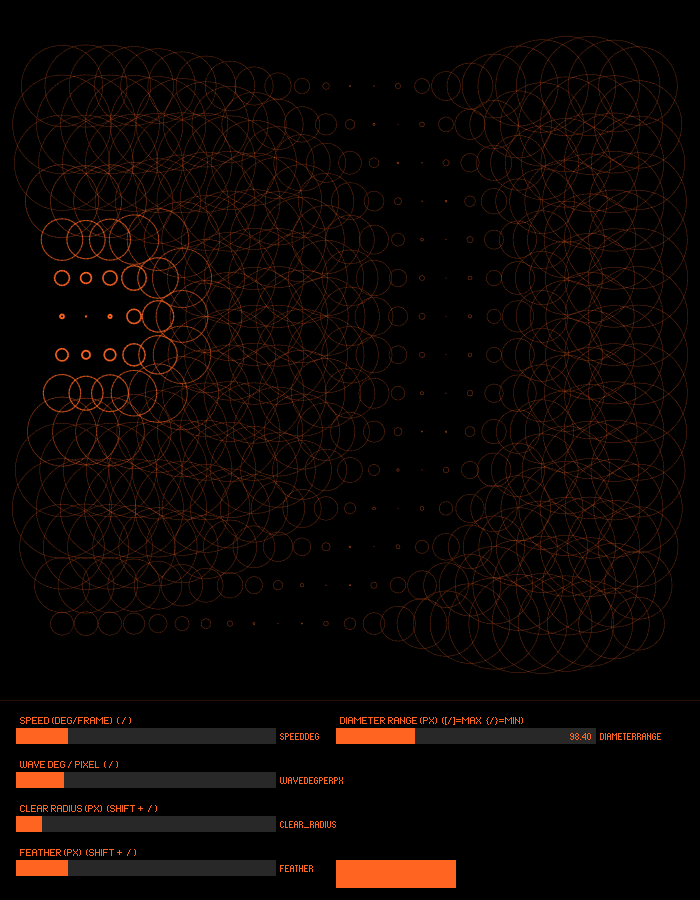 SPEED (DEG/FRAME) (/)
SPEEDDEG
DIAMETER RANGE (PX) ([/]=MAX {/}=MIN)
98.40
DIAMETERRANGE
WAVE DEG / PIXEL (/)
WAVEDEGPERPX
CLEAR RADIUS (PX) (SHIFT + /)
CLEAR_RADIUS
FEATHER (PX) (SHIFT + /)
FEATHER